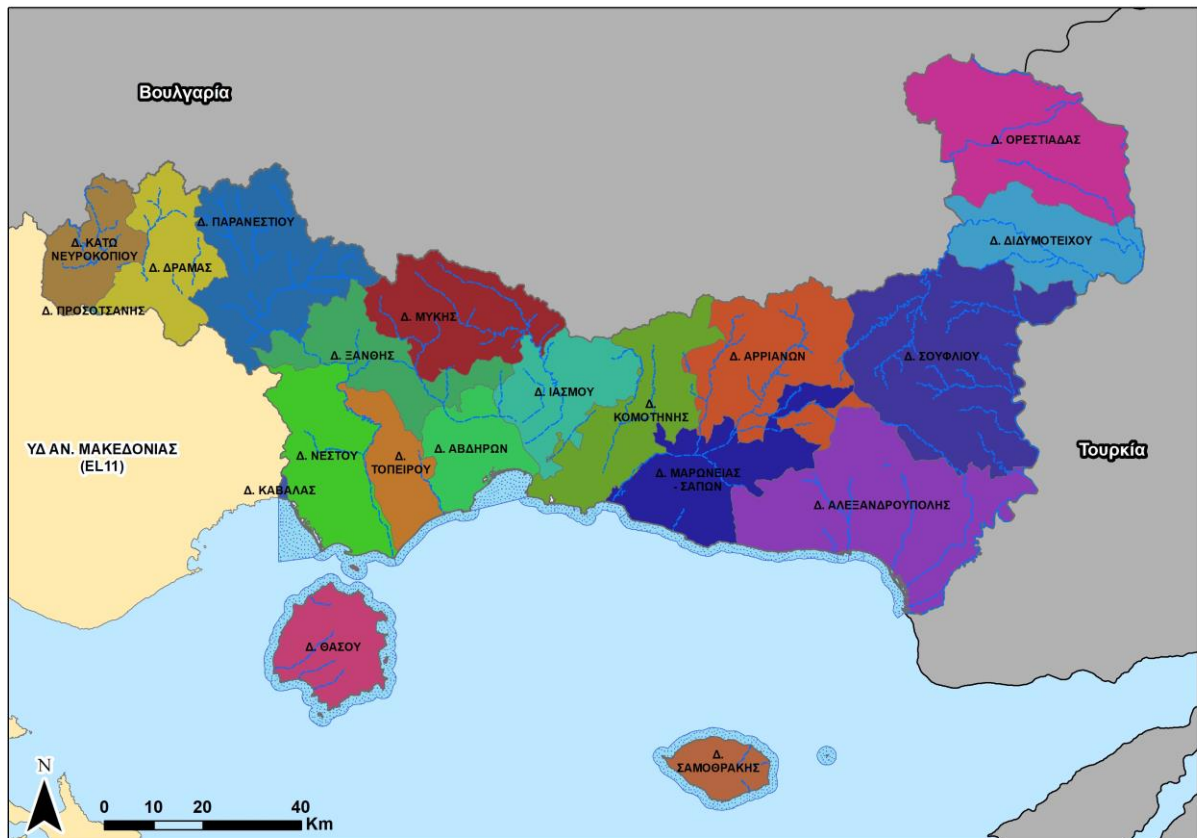 Βουλγαρία
Δ. ΟΡΕΣΤΙΑΔΑΣ
Δ. ΠΑΡΑΝΕΣΤΙΟΥ
Δ. ΚΑΤΩ
ΝΕΥΡΟΚΟΠΙΟΥ
Δ. ΔΙΔΥΜΟΤΕΙΧΟΥ
Δ. ΔΡΑΜΑΣ
Δ. ΠΡΟΣΟΤΣΑΝΗΣ
Δ. ΜΥΚΗΣ
Δ. ΞΑΝΘΗΣ
Δ. ΑΡΡΙΑΝΩΝ
Δ. ΣΟΥΦΛΙΟΥ
Δ. ΙΑΣΜΟΥ
Δ.
ΚΟΜΟΤΗΝΗΣ
ΥΔ ΑΝ. ΜΑΚΕΔΟΝΙΑΣ
(EL11)
Τουρκία
Δ. ΑΒΔΗΡΩΝ
Δ. ΝΕΣΤΟΥ
Δ.
ΤΟΠΕΙΡΟΥ
Δ. ΜΑΡΩΝΕΙΑΣ
- ΣΑΠΩΝ
Δ. ΚΑΒΑΛΑΣ
Δ. ΑΛΕΞΑΝΔΡΟΥΠΟΛΗΣ
Δ. ΘΑΣΟΥ
Δ.
ΣΑΜΟΘΡΑΚΗΣ
N
0 10 20 40
Km